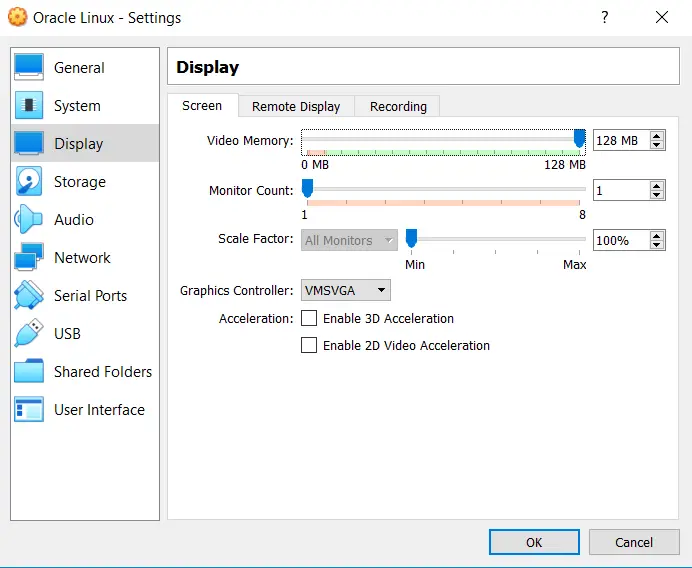 Oracle Linux - Settings
?
General
System
Display
Storage
Audio
Network
Serial Ports
USB
Shared Folders
User Interface
Display
Screen Remote Display Recording
Video Memory: 128 MB
0 MB 128 MB
Monitor Count: 1
1 8
Scale Factor: All Monitors 100%
Min Max
Graphics Controller: VMSVGA
Acceleration: Enable 3D Acceleration
Enable 2D Video Acceleration
OK Cancel